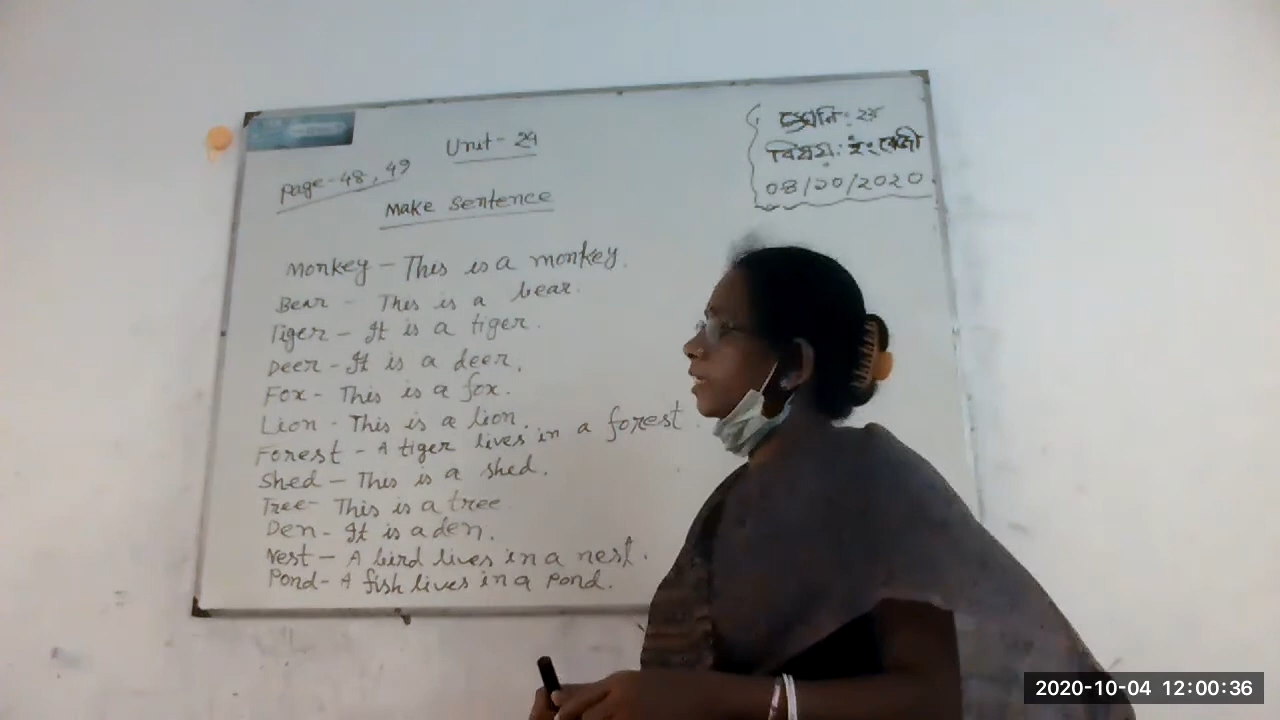 Unit - 24
Page - 48, 49
Make Sentence
শ্রেণি: ২য়
বিষয়: ইংরেজী
০৪/১০/২০২০
Monkey - This is a monkey.
Bear - This is a bear.
Tiger - It is a tiger.
Deer - It is a deer.
Fox - This is a fox.
Lion - This is a lion.
Forest - A tiger lives in a forest.
Shed - This is a shed.
Tree - This is a tree
Den - It is a den.
Nest - A bird lives in a nest.
Pond - A fish lives in a pond.
2020-10-04 12:00:36